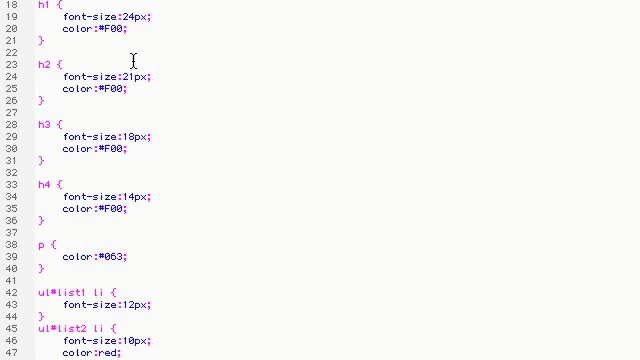 18 h1 {
19 font-size:24px;
20 color:#F00;
21 }
22
23 h2 {
24 font-size:21px;
25 color:#F00;
26 }
27
28 h3 {
29 font-size:18px;
30 color:#F00;
31 }
32
33 h4 {
34 font-size:14px;
35 color:#F00;
36 }
37
38 p {
39 color:#063;
40 }
41
42 ul#list1 li {
43 font-size:12px;
44 }
45 ul#list2 li {
46 font-size:10px;
47 color:red;